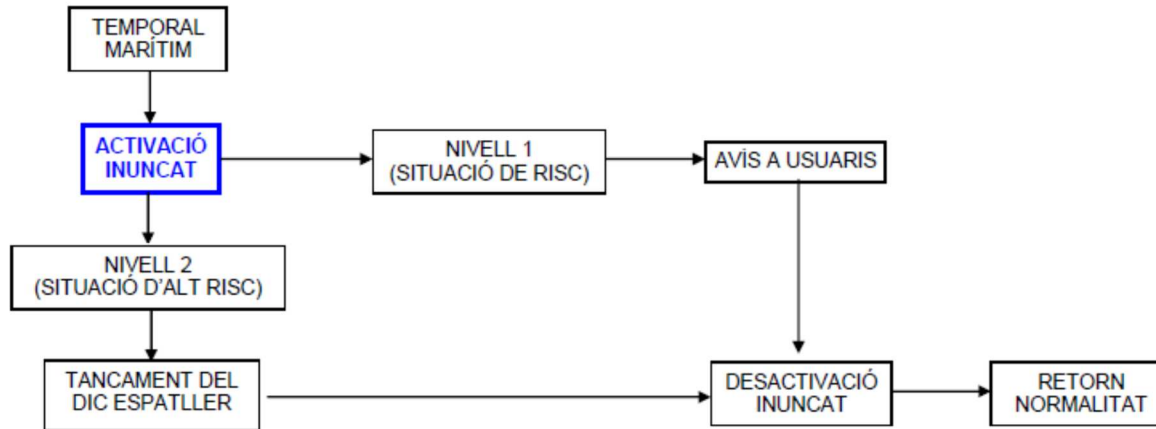 TEMPORAL
MARÍTIM
ACTIVACIÓ
INUNCAT
NIVELL 1
(SITUACIÓ DE RISC)
AVÍS A USUARIS
NIVELL 2
(SITUACIÓ D'ALT RISC)
TANCAMENT DEL
DIC ESPATLLER
DESACTIVACIÓ
INUNCAT
RETORN
NORMALITAT